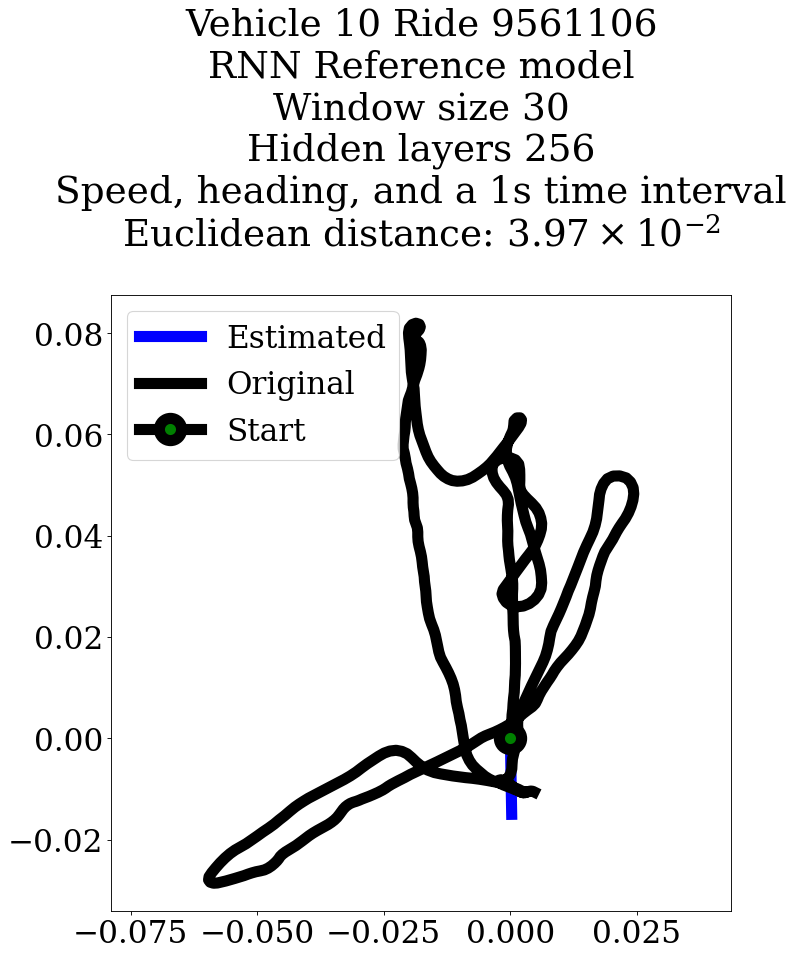 Vehicle 10 Ride 9561106
RNN Reference model
Window size 30
Hidden layers 256
Speed, heading, and a 1s time interval
Euclidean distance: 3.97 × 10⁻²
Estimated
Original
Start
0.08
0.06
0.04
0.02
0.00
−0.02
−0.075 −0.050 −0.025 0.000 0.025